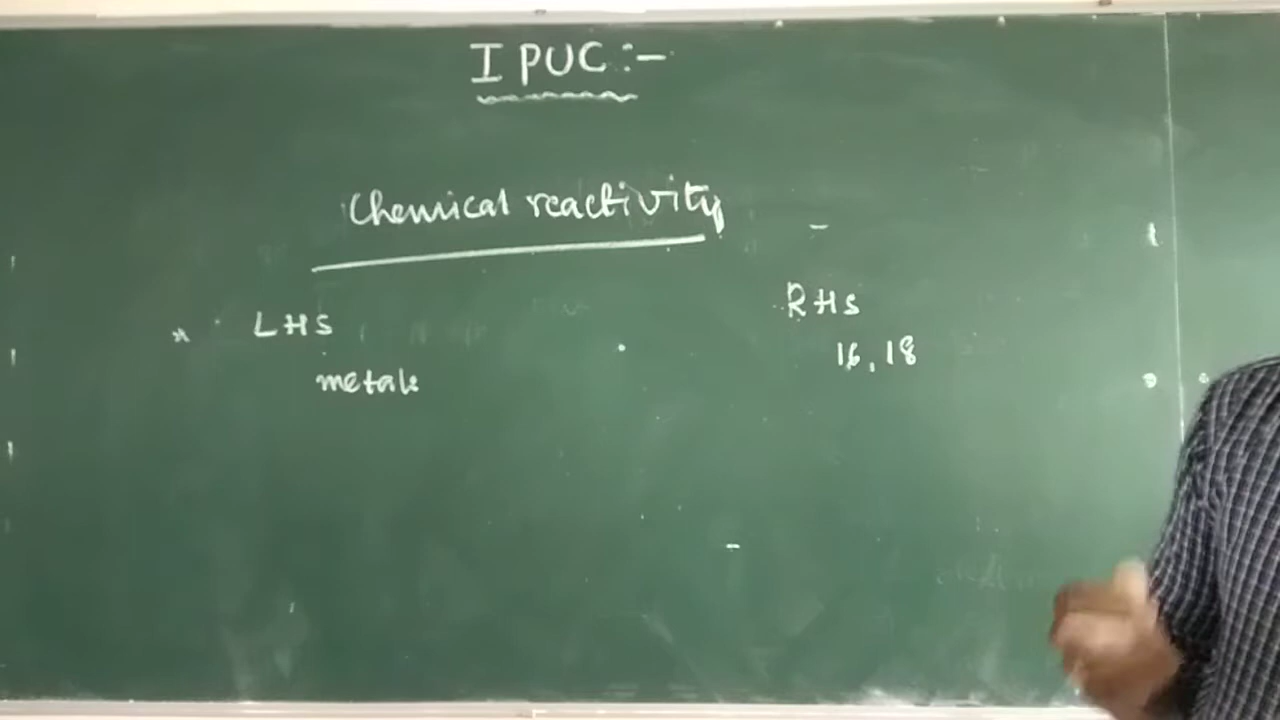 I PUC :-
Chemical reactivity
LHS
RHS
metals
16, 18